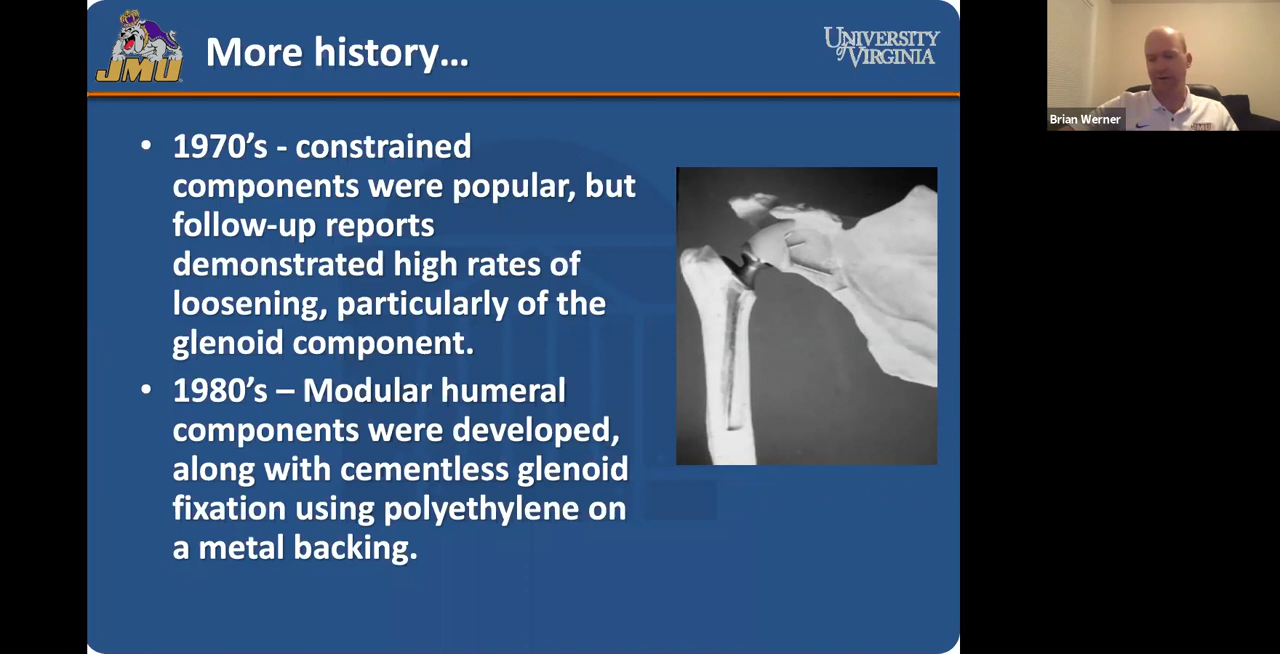 JMU
More history...
UNIVERSITY
of VIRGINIA
Brian Werner
• 1970’s - constrained
components were popular, but
follow-up reports
demonstrated high rates of
loosening, particularly of the
glenoid component.
• 1980’s – Modular humeral
components were developed,
along with cementless glenoid
fixation using polyethylene on
a metal backing.